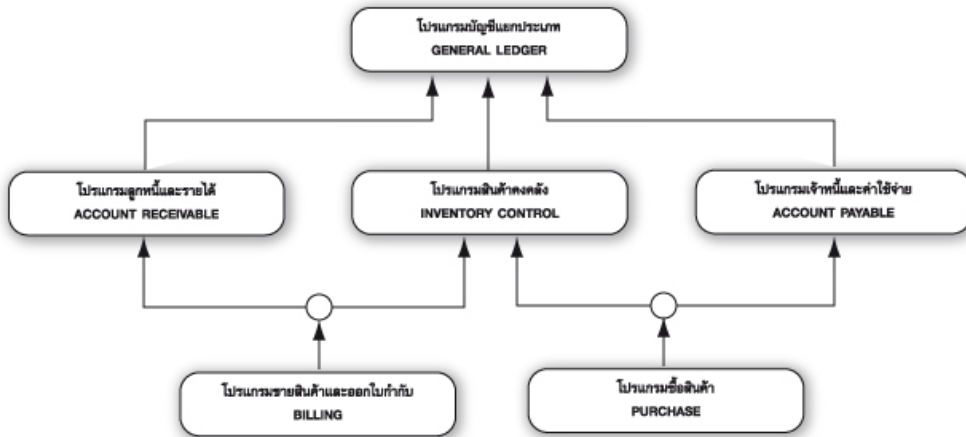 โปรแกรมบัญชีแยกประเภท
GENERAL LEDGER
โปรแกรมลูกหนี้และรายได้
ACCOUNT RECEIVABLE
โปรแกรมสินค้าคงคลัง
INVENTORY CONTROL
โปรแกรมเจ้าหนี้และค่าใช้จ่าย
ACCOUNT PAYABLE
โปรแกรมขายสินค้าและออกใบกำกับ
BILLING
โปรแกรมซื้อสินค้า
PURCHASE